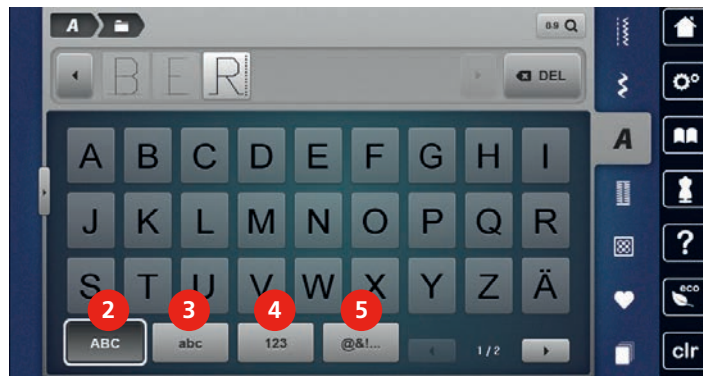 A 0.9
B E R DEL
A B C D E F G H I
A
J K L M N O P Q R
?
S T U V W X Y Z Ä
eco
2 3 4 5
ABC abc 123 @&!... 1/2 clr